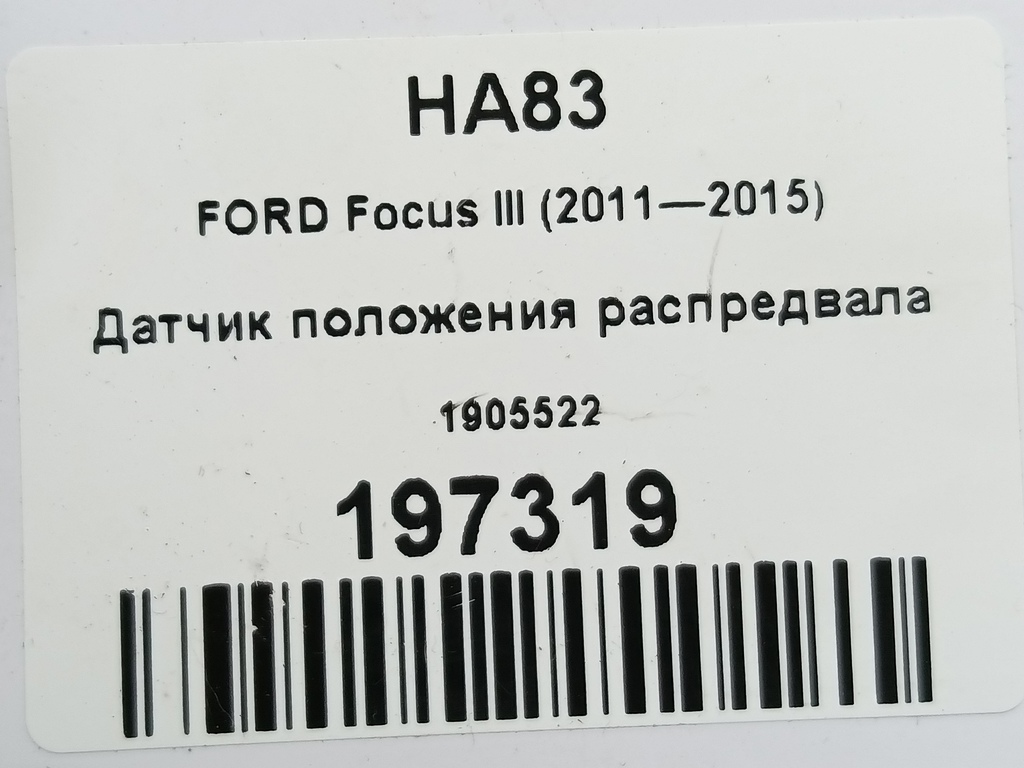 HA83
FORD Focus III (2011—2015)
Датчик положения распредвала
1905522
197319